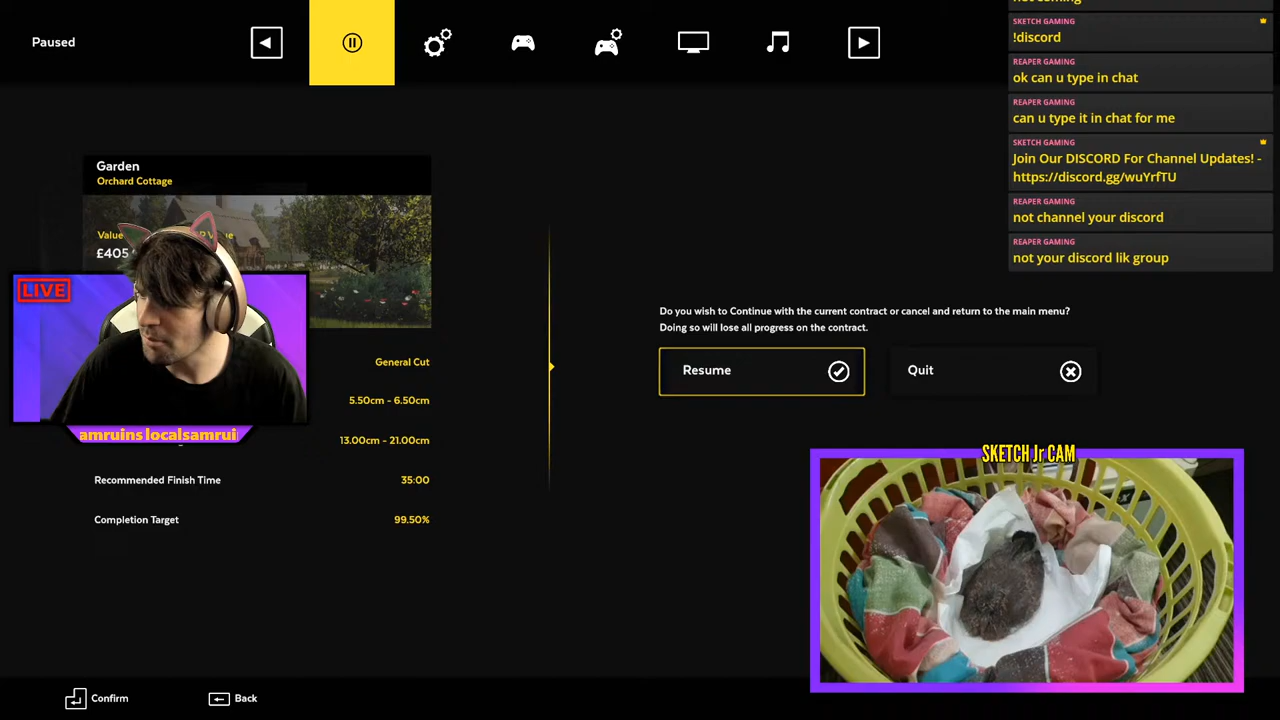 Paused
Garden
Orchard Cottage
Value
£405
LIVE
General Cut
5.50cm - 6.50cm
13.00cm - 21.00cm
Recommended Finish Time 35:00
Completion Target 99.50%
Confirm
Back
Do you wish to Continue with the current contract or cancel and return to the main menu?
Doing so will lose all progress on the contract.
Resume
Quit
not gaming
SKETCH GAMING
!discord
REAPER GAMING
ok can u type in chat
REAPER GAMING
can u type it in chat for me
SKETCH GAMING
Join Our DISCORD For Channel Updates! -
https://discord.gg/wuYrfTU
REAPER GAMING
not channel your discord
REAPER GAMING
not your discord lik group
SKETCH Jr CAM